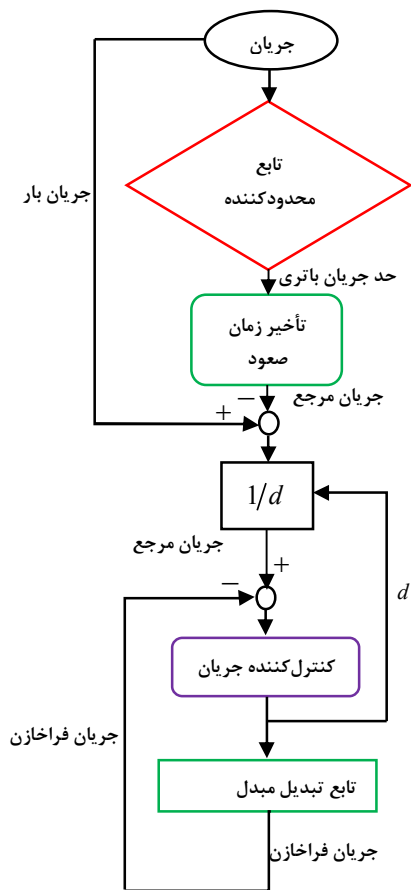 جریان
جریان بار
تابع
محدودکننده
حد جریان باتری
تأخیر زمان
صعود
جریان مرجع
−
+
1/d
جریان مرجع
+
−
d
کنترل‌کننده جریان
جریان فراخازن
تابع تبدیل مبدل
جریان فراخازن